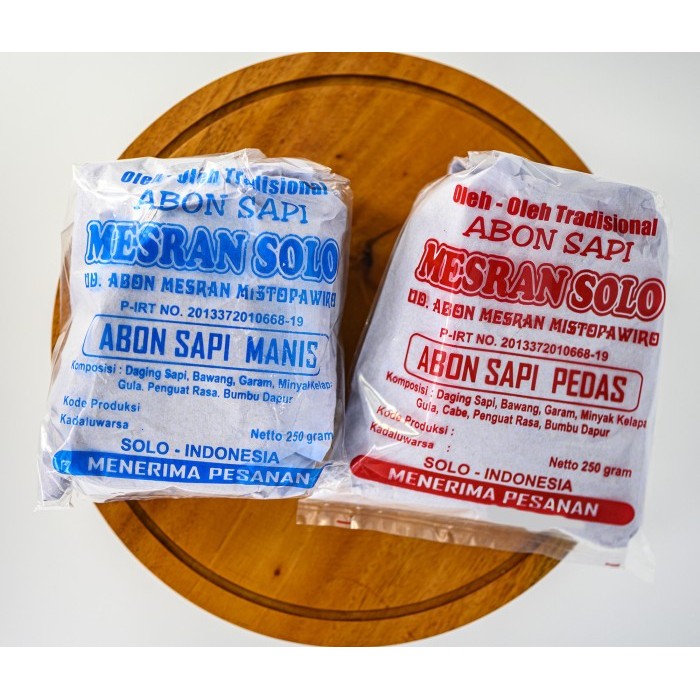 Oleh - Oleh Tradisional
ABON SAPI
MESRAN SOLO
UD. ABON MESRAN MISTOPAWIRO
P-IRT NO. 2013372010668-19
ABON SAPI MANIS
Komposisi : Daging Sapi, Bawang, Garam, Minyak Kelapa
Gula, Penguat Rasa, Bumbu Dapur
Kode Produksi
Kadaluwarsa
Netto 250 gram
SOLO - INDONESIA
MENERIMA PESANAN
Oleh - Oleh Tradisional
ABON SAPI
MESRAN SOLO
UD. ABON MESRAN MISTOPAWIRO
P-IRT NO. 2013372010668-19
ABON SAPI PEDAS
Komposisi : Daging Sapi, Bawang, Garam, Minyak Kelapa
Gula, Cabe, Penguat Rasa, Bumbu Dapur
Kode Produksi :
Kadaluwarsa :
Netto 250 gram
SOLO - INDONESIA
MENERIMA PESANAN